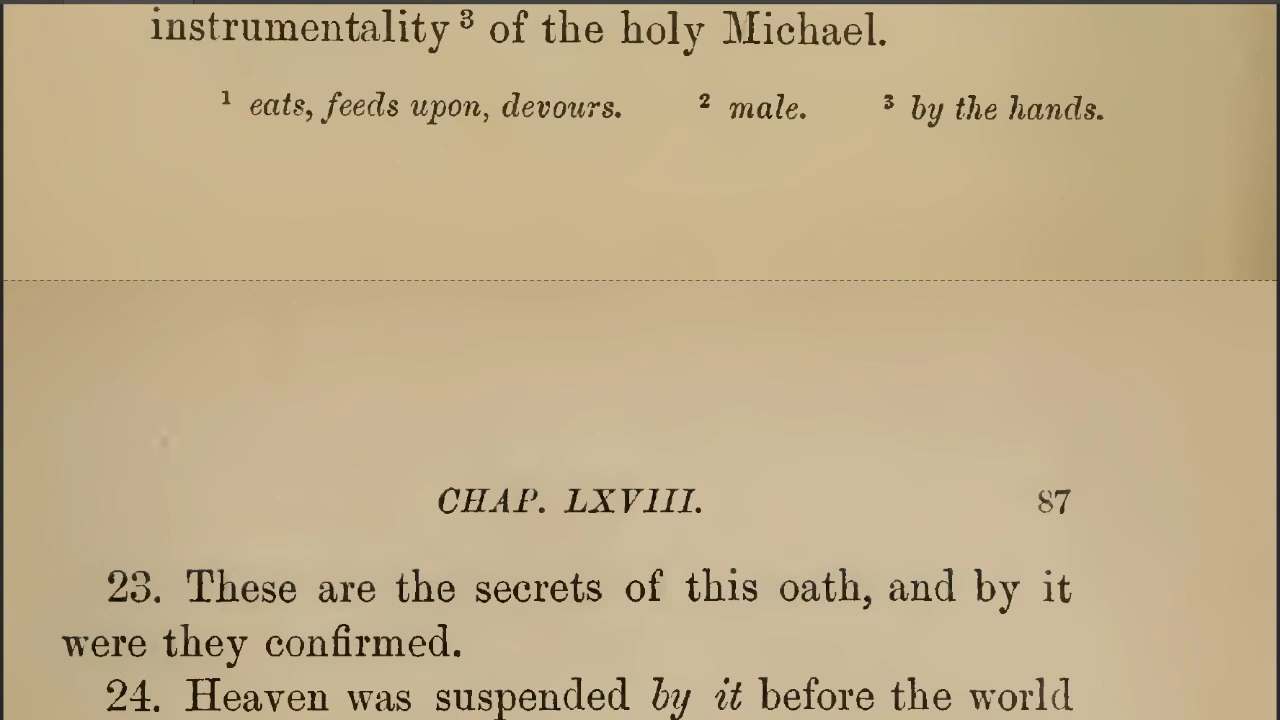 instrumentality ³ of the holy Michael.
¹ eats, feeds upon, devours. ² male. ³ by the hands.
CHAP. LXVIII. 87
23. These are the secrets of this oath, and by it
were they confirmed.
24. Heaven was suspended by it before the world